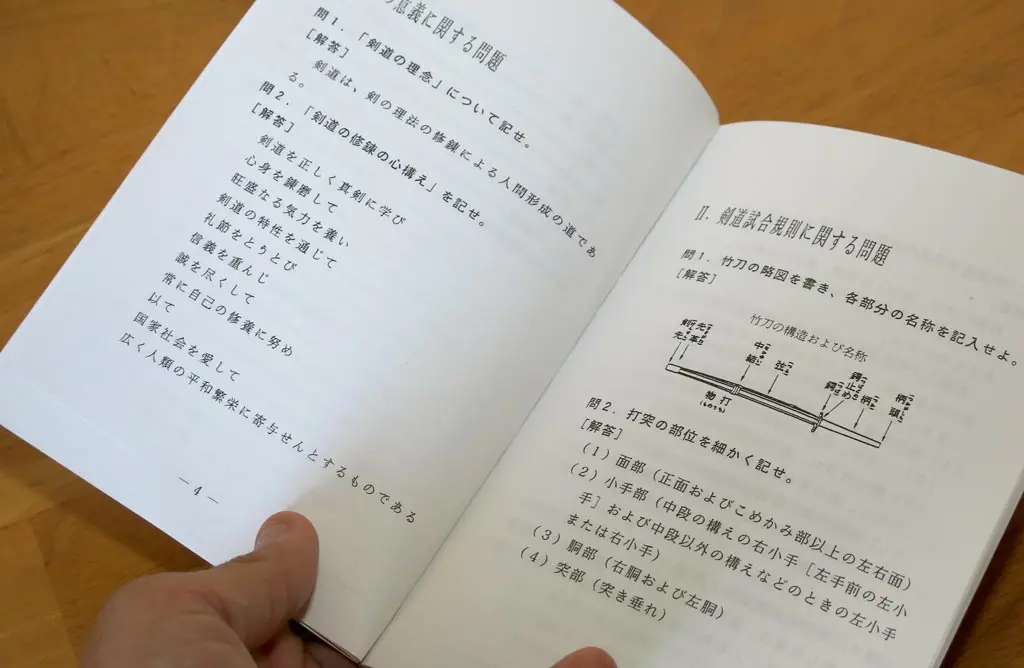 の意義に関する問題
問1.「剣道の理念」について記せ。
[解答]
剣道は、剣の理法の修錬による人間形成の道であ
る。
問2.「剣道の修錬の心構え」を記せ。
[解答]
剣道を正しく真剣に学び
心身を錬磨して
旺盛なる気力を養い
剣道の特性を通じて
礼節をとうとび
信義を重んじ
誠を尽くして
常に自己の修養に努め
以て
国家社会を愛して
広く人類の平和繁栄に寄与せんとするものである
—4—
Ⅱ.剣道試合規則に関する問題
問1.竹刀の略図を書き、各部分の名称を記入せよ。
[解答]
竹刀の構造および名称
剣先
先革
中結
弦
鍔
鍔止め
柄
柄頭
物打
(ものうち)
問2.打突の部位を細かく記せ。
[解答]
(1)面部(正面およびこめかみ部以上の左右面)
(2)小手部(中段の構えの右小手[左手前の左小
手]および中段以外の構えなどのときの左小手
または右小手)
(3)胴部(右胴および左胴)
(4)突部(突き垂れ)